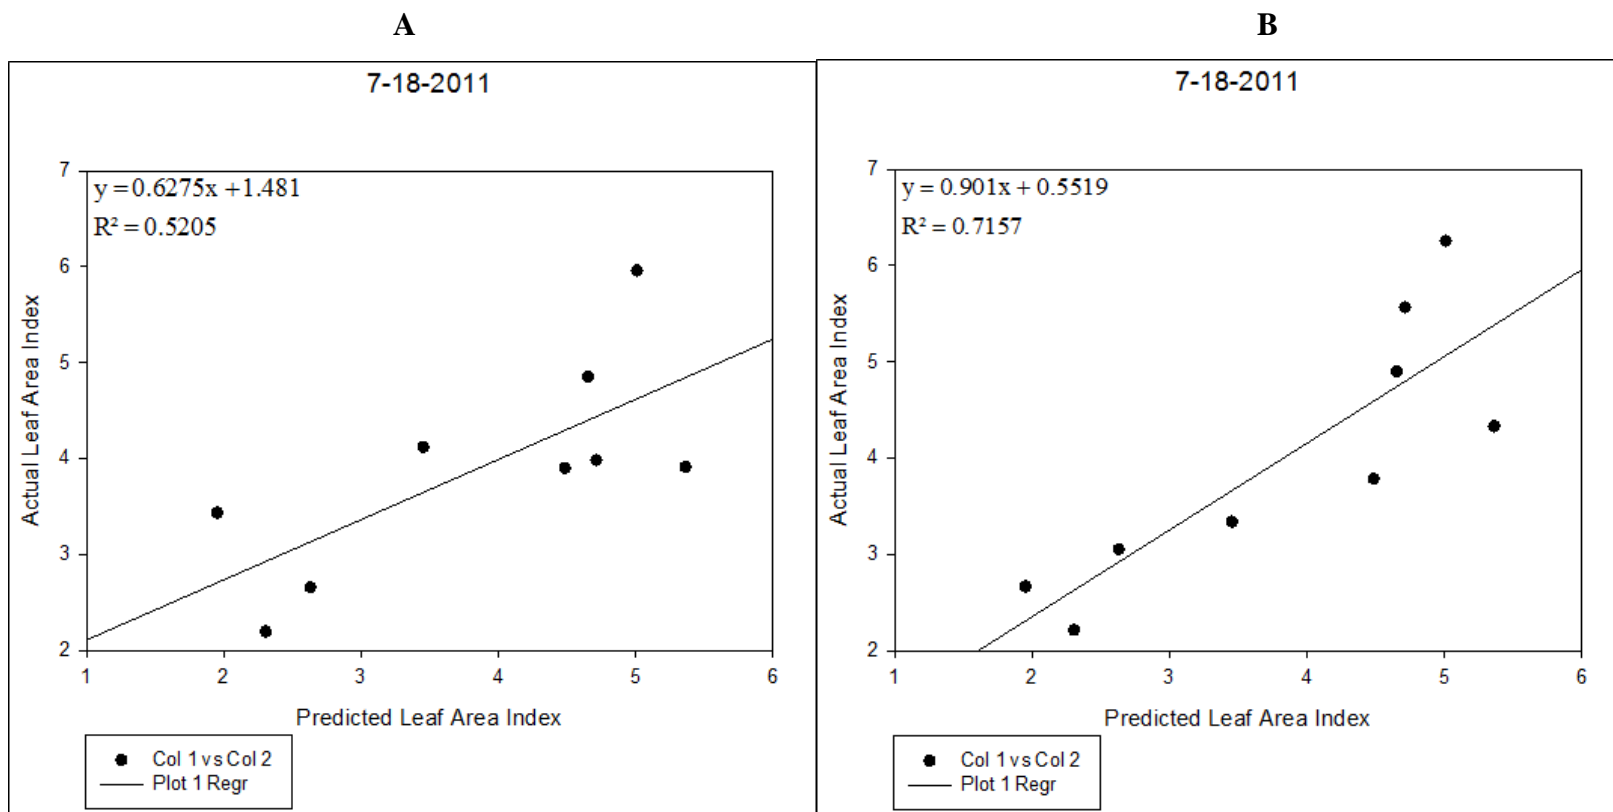 A
B
7-18-2011
y = 0.6275x + 1.481
R² = 0.5205
7
6
5
4
3
2
1
2
3
4
5
6
Actual Leaf Area Index
Predicted Leaf Area Index
Col 1 vs Col 2
Plot 1 Regr
7-18-2011
y = 0.901x + 0.5519
R² = 0.7157
7
6
5
4
3
2
1
2
3
4
5
6
Actual Leaf Area Index
Predicted Leaf Area Index
Col 1 vs Col 2
Plot 1 Regr